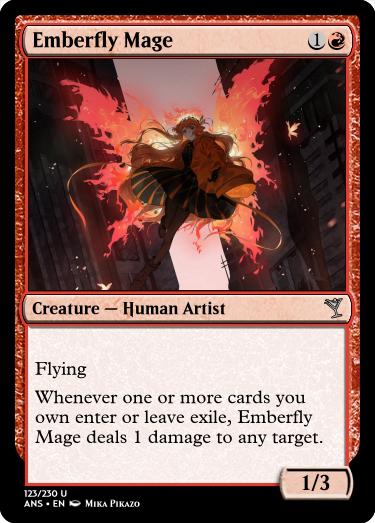 Emberfly Mage 1
Creature — Human Artist
Flying
Whenever one or more cards you
own enter or leave exile, Emberfly
Mage deals 1 damage to any target.
1/3
123/230 U
ANS • EN Mika Pikazo